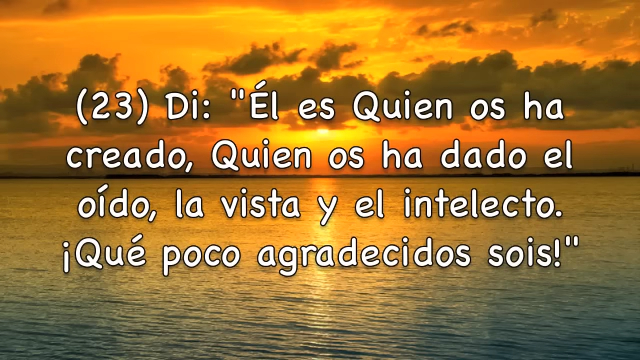 (23) Di: "Él es Quien os ha
creado, Quien os ha dado el
oído, la vista y el intelecto.
¡Qué poco agradecidos sois!"